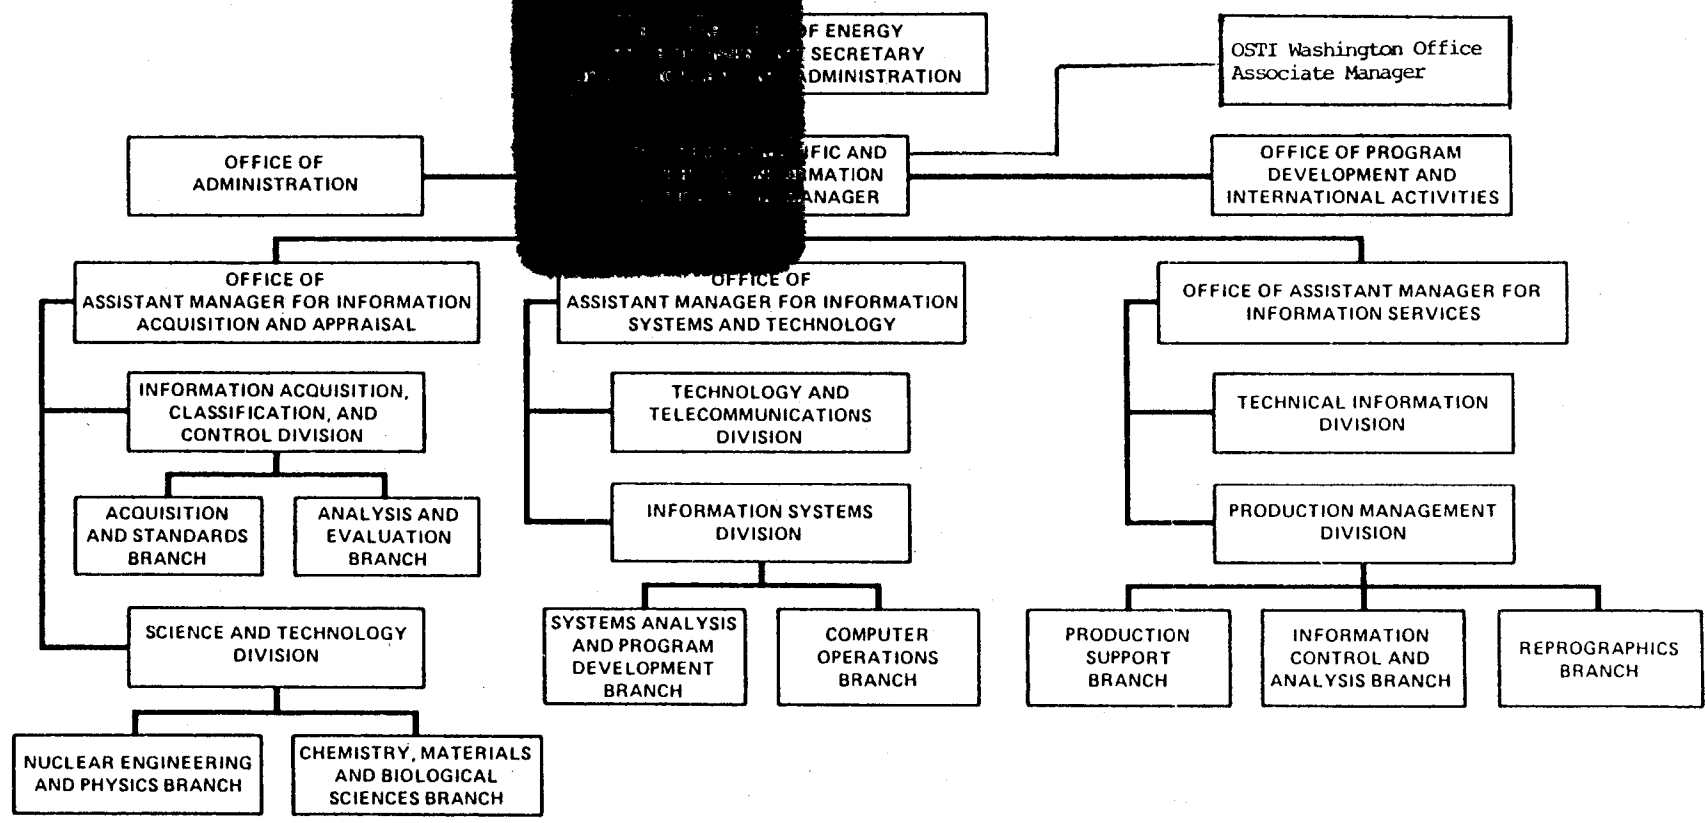 OF ENERGY
SECRETARY
ADMINISTRATION
OSTI Washington Office
Associate Manager
OFFICE OF
ADMINISTRATION
AND
MANAGER
OFFICE OF PROGRAM
DEVELOPMENT AND
INTERNATIONAL ACTIVITIES
OFFICE OF
ASSISTANT MANAGER FOR INFORMATION
ACQUISITION AND APPRAISAL
OFFICE OF
ASSISTANT MANAGER FOR INFORMATION
SYSTEMS AND TECHNOLOGY
OFFICE OF ASSISTANT MANAGER FOR
INFORMATION SERVICES
INFORMATION ACQUISITION,
CLASSIFICATION, AND
CONTROL DIVISION
TECHNOLOGY AND
TELECOMMUNICATIONS
DIVISION
TECHNICAL INFORMATION
DIVISION
ACQUISITION
AND STANDARDS
BRANCH
ANALYSIS AND
EVALUATION
BRANCH
INFORMATION SYSTEMS
DIVISION
PRODUCTION MANAGEMENT
DIVISION
SCIENCE AND TECHNOLOGY
DIVISION
SYSTEMS ANALYSIS
AND PROGRAM
DEVELOPMENT
BRANCH
COMPUTER
OPERATIONS
BRANCH
PRODUCTION
SUPPORT
BRANCH
INFORMATION
CONTROL AND
ANALYSIS BRANCH
REPROGRAPHICS
BRANCH
NUCLEAR ENGINEERING
AND PHYSICS BRANCH
CHEMISTRY, MATERIALS
AND BIOLOGICAL
SCIENCES BRANCH